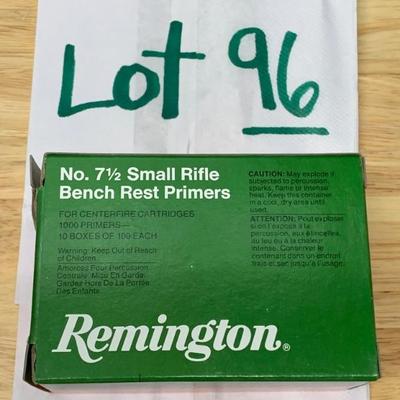 Lot 96
No. 7½ Small Rifle
Bench Rest Primers
FOR CENTERFIRE CARTRIDGES
1000 PRIMERS—
10 BOXES OF 100 EACH
Warning: Keep Out of Reach
of Children.
Amorces Pour Percussion
Centrale. Mise En Garde:
Gardez Hors De La Portée
Des Enfants.
CAUTION: May explode if
subjected to percussion,
sparks, flame or intense
heat. Keep this container
in a cool, dry area until
used.
ATTENTION: Peut exploser
si l'on expose à la
percussion, aux étincelles,
au feu ou à la chaleur
intense. Conserver le
contenant dans un endroit
frais et sec jusqu'à l'usage.
Remington®